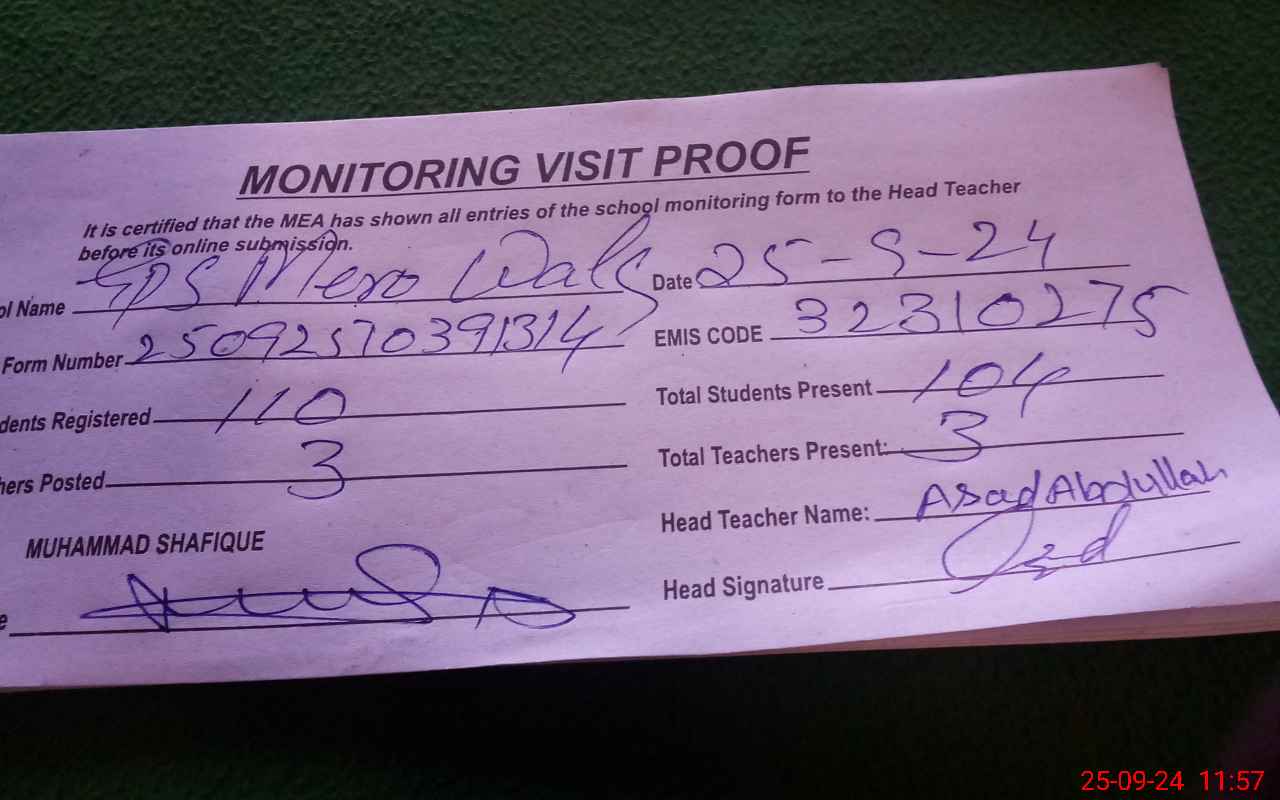 MONITORING VISIT PROOF
It is certified that the MEA has shown all entries of the school monitoring form to the Head Teacher
before its online submission.
ol Name GPS Mero Wals Date 25-9-24
Form Number 25092570391314 EMIS CODE 32310275
dents Registered 110 Total Students Present 104
hers Posted 3 Total Teachers Present: 3
Head Teacher Name: Asad Abdullah
MUHAMMAD SHAFIQUE
e Head Signature
25-09-24 11:57